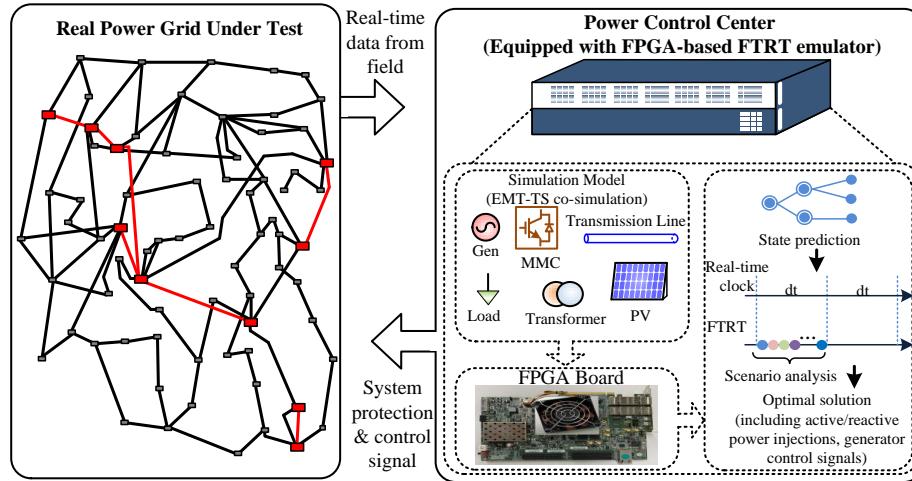 Real Power Grid Under Test
Real-time
data from
field
System
protection
& control
signal
Power Control Center
(Equipped with FPGA-based FTRT emulator)
Simulation Model
(EMT-TS co-simulation)
Gen
MMC
Transmission Line
Load
Transformer
PV
FPGA Board
State prediction
Real-time
clock
dt
dt
FTRT
Scenario analysis
Optimal solution
(including active/reactive
power injections, generator
control signals)